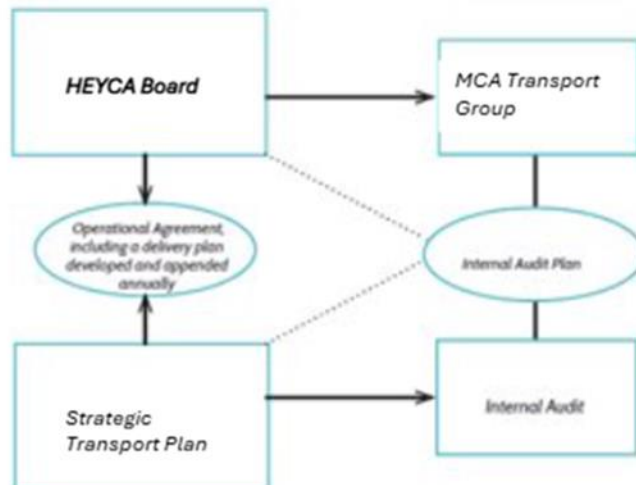 HEYCA Board
MCA Transport
Group
Operational Agreement,
including a delivery plan
developed and appended
annually
Internal Audit Plan
Strategic
Transport Plan
Internal Audit